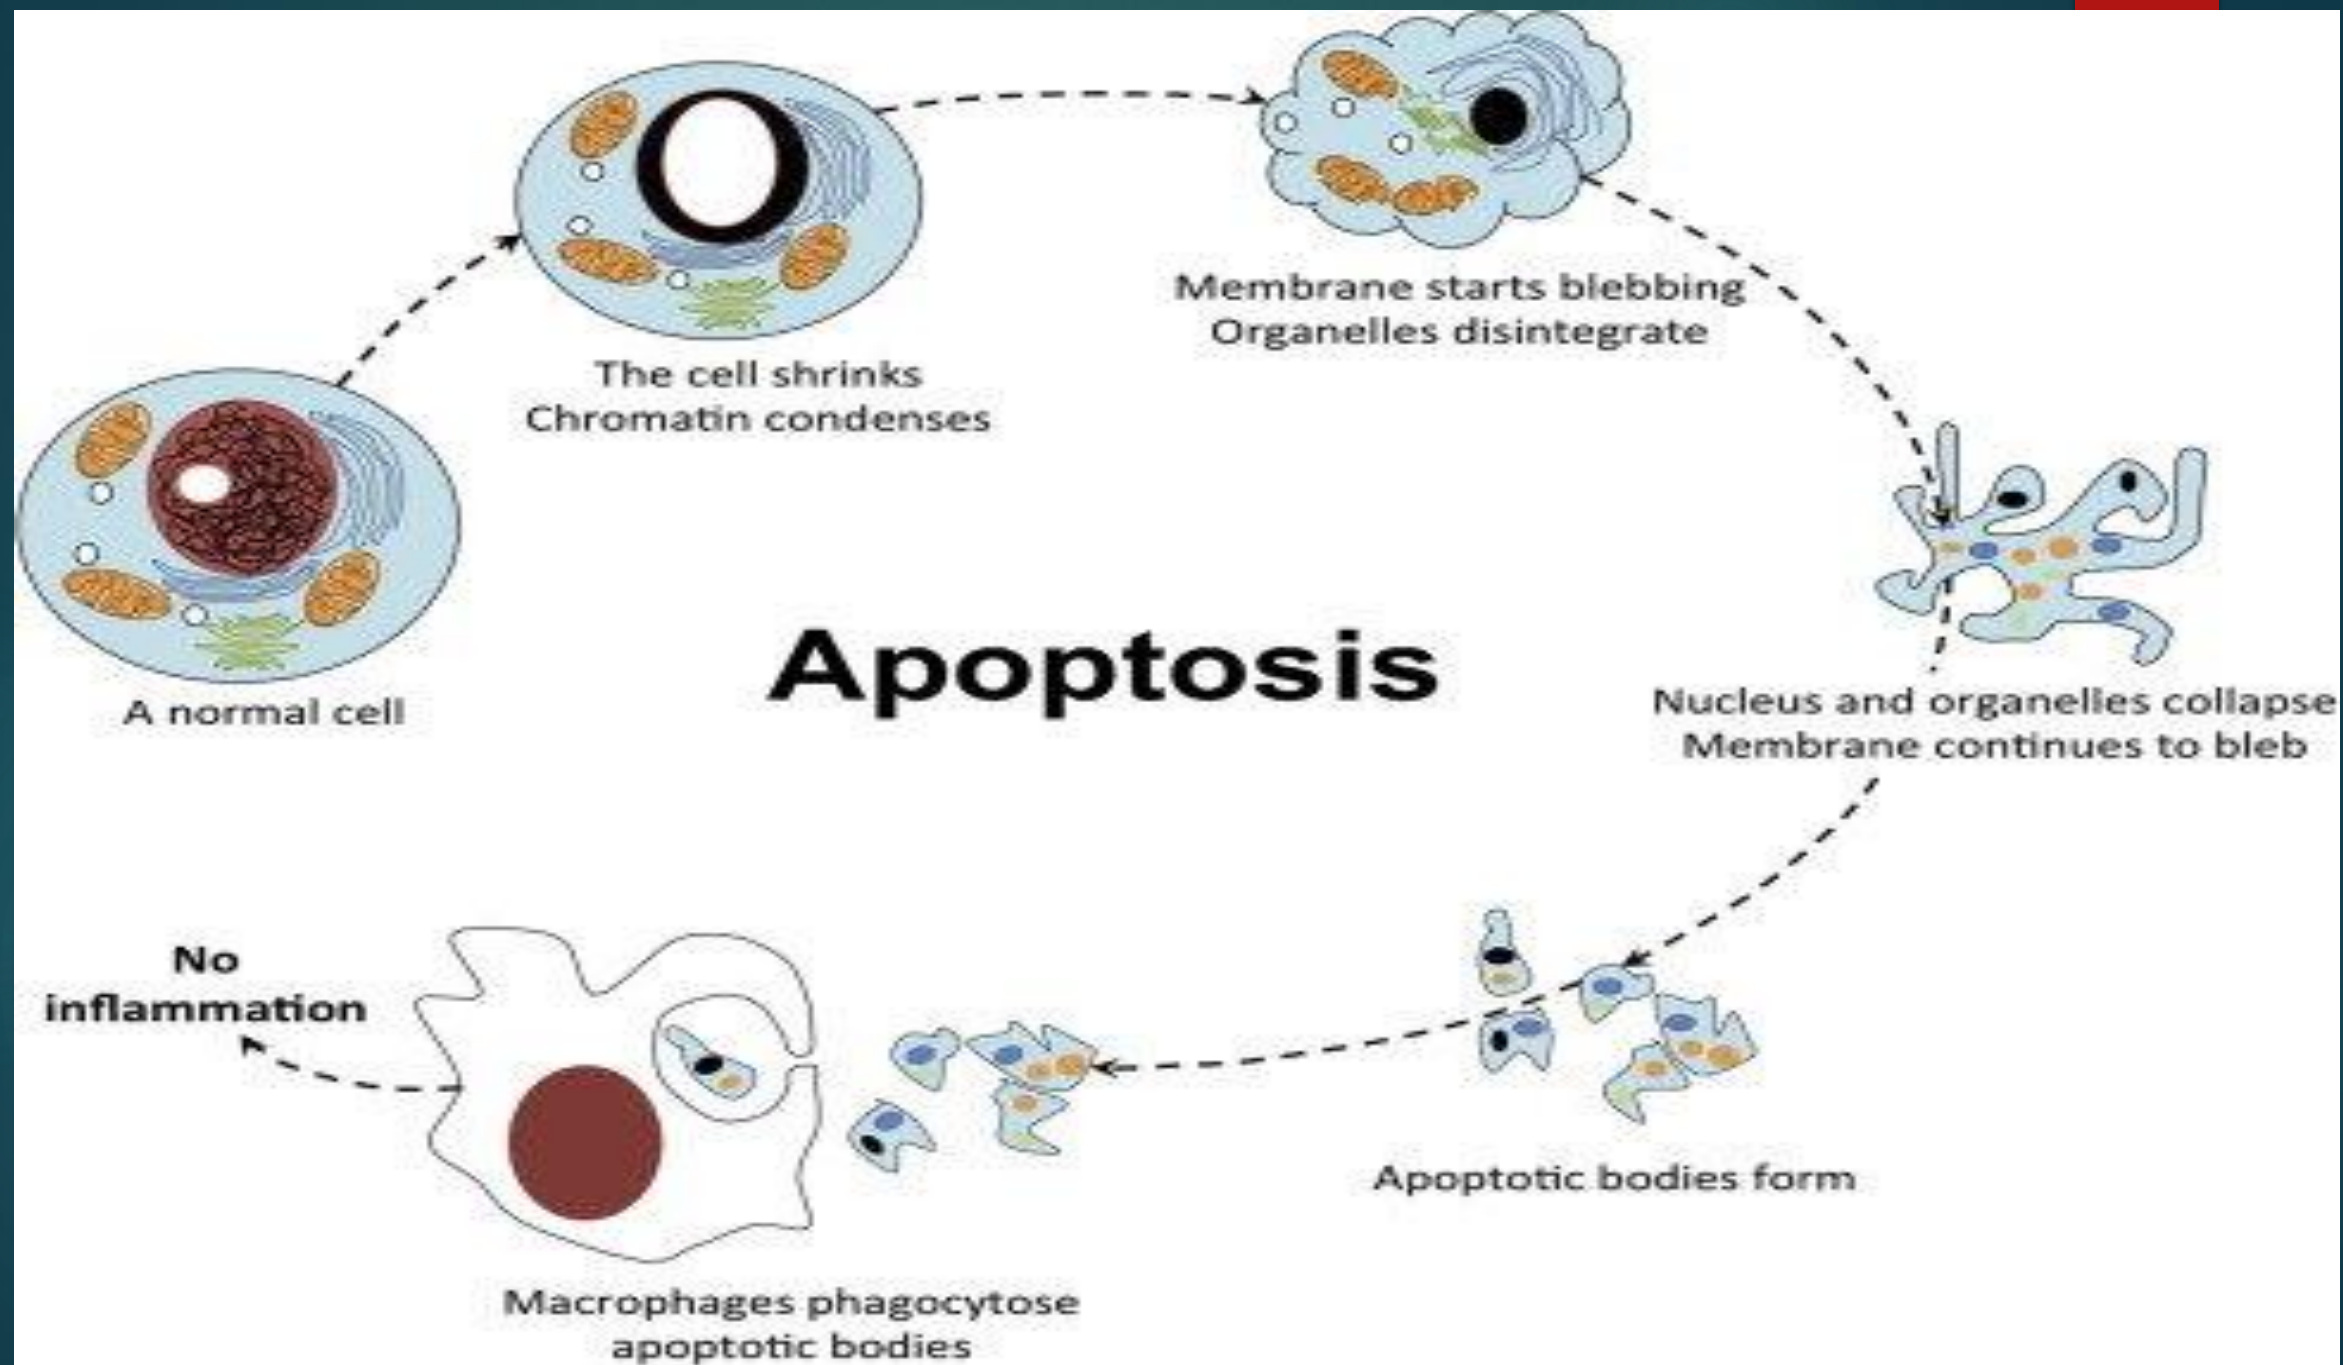 A normal cell
The cell shrinks
Chromatin condenses
Membrane starts blebbing
Organelles disintegrate
Nucleus and organelles collapse
Membrane continues to bleb
Apoptosis
Apoptotic bodies form
Macrophages phagocytose
apoptotic bodies
No
inflammation